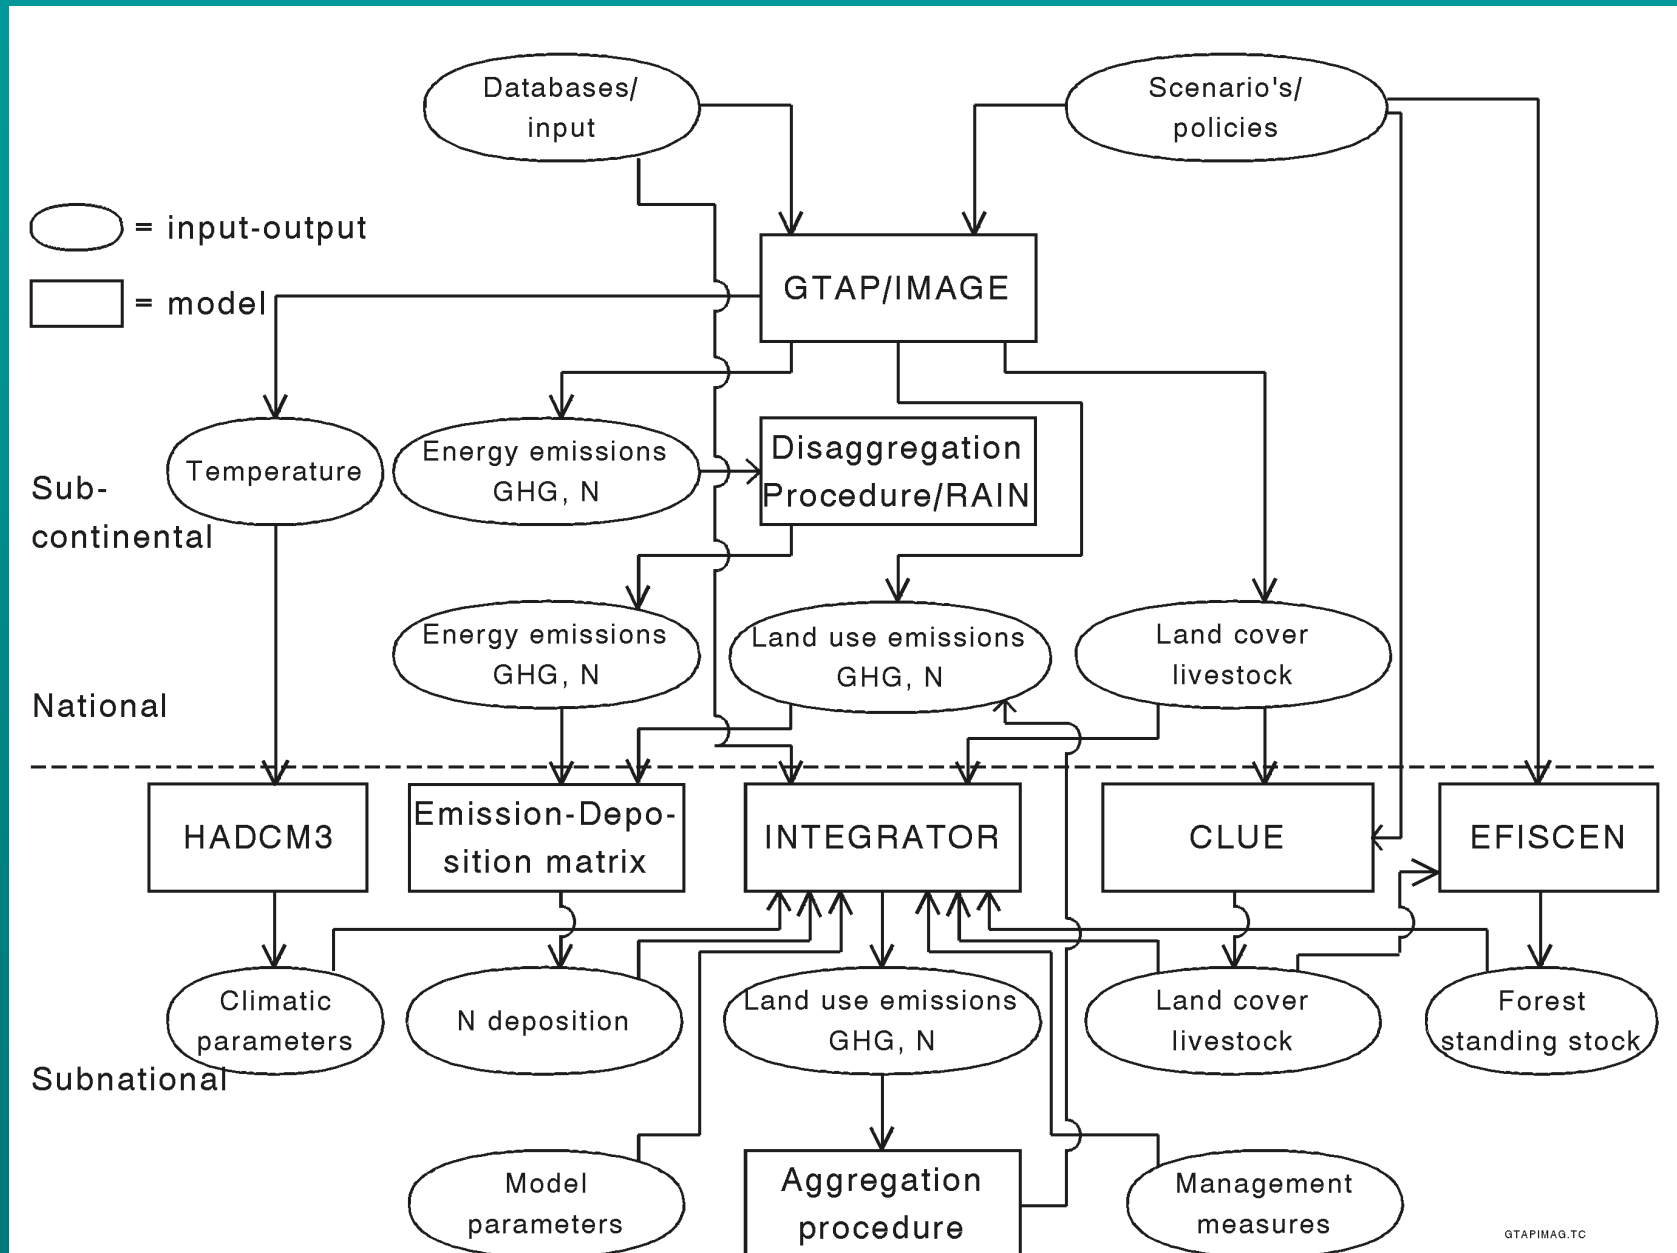 Databases/
input
Scenario's/
policies
= input-output
= model
GTAP/IMAGE
Sub-
continental
Temperature
Energy emissions
GHG, N
Disaggregation
Procedure/RAIN
National
Energy emissions
GHG, N
Land use emissions
GHG, N
Land cover
livestock
HADCM3
Emission-Depo-
sition matrix
INTEGRATOR
CLUE
EFISCEN
Subnational
Climatic
parameters
N deposition
Land use emissions
GHG, N
Land cover
livestock
Forest
standing stock
Model
parameters
Aggregation
procedure
Management
measures
GTAPIMAG.TC